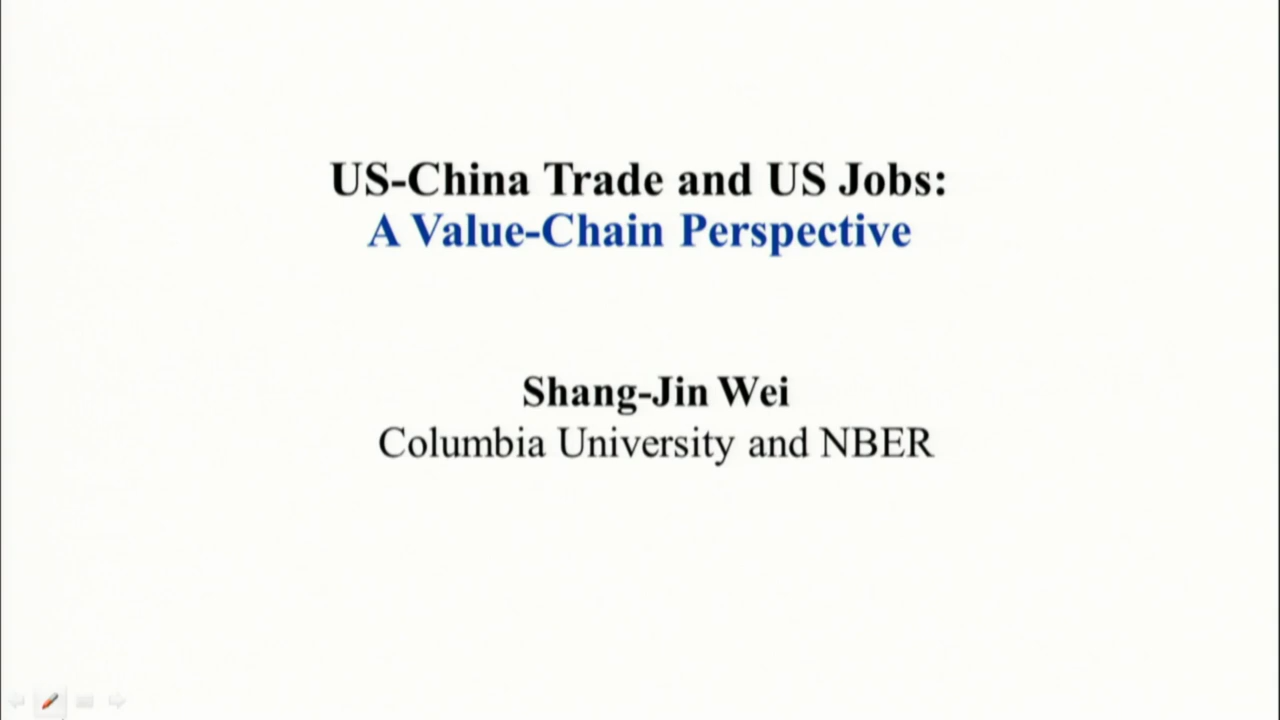 US-China Trade and US Jobs:
A Value-Chain Perspective
Shang-Jin Wei
Columbia University and NBER